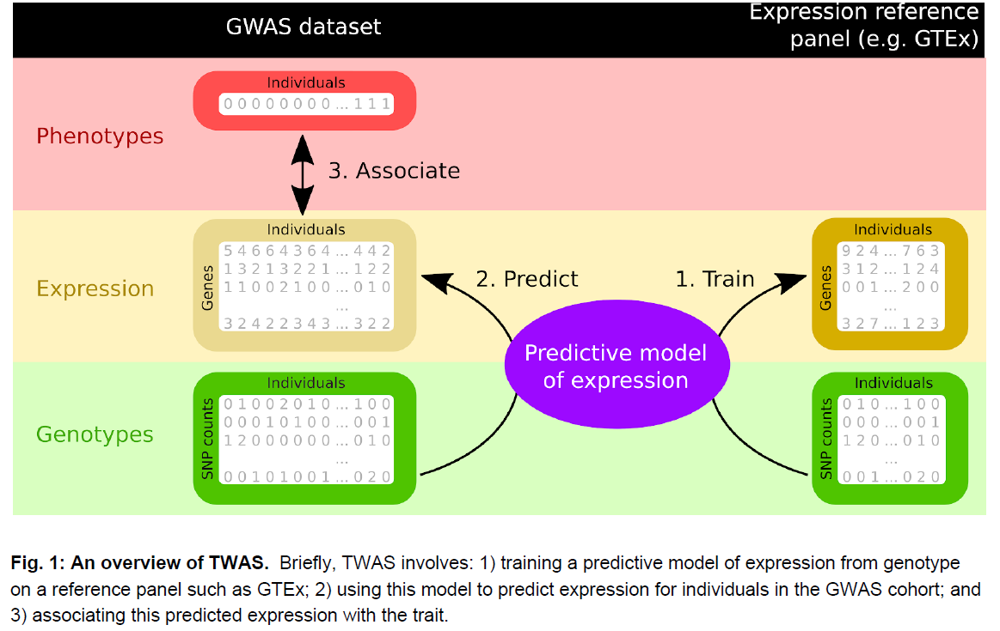 GWAS dataset
Expression reference
panel (e.g. GTEx)
Phenotypes
Individuals
0 0 0 0 0 0 0 0 ... 1 1 1
3. Associate
Expression
Individuals
Genes
5 4 6 6 4 3 6 4 ... 4 4 2
1 3 2 1 3 2 2 1 ... 1 2 2
1 1 0 0 2 1 0 0 ... 0 1 0
...
3 2 4 2 2 3 4 3 ... 3 2 2
2. Predict
1. Train
Individuals
Genes
9 2 4 ... 7 6 3
3 1 2 ... 1 2 4
0 0 1 ... 2 0 0
...
3 2 7 ... 1 2 3
Predictive model
of expression
Genotypes
Individuals
SNP counts
0 1 0 0 2 0 1 0 ... 1 0 0
0 0 0 1 0 1 0 0 ... 0 0 1
1 2 0 0 0 0 0 0 ... 0 1 0
...
0 0 1 0 1 0 0 1 ... 0 2 0
Individuals
SNP counts
0 1 0 ... 1 0 0
0 0 0 ... 0 0 1
1 2 0 ... 0 1 0
...
0 0 1 ... 0 2 0
Fig. 1: An overview of TWAS. Briefly, TWAS involves: 1) training a predictive model of expression from genotype
on a reference panel such as GTEx; 2) using this model to predict expression for individuals in the GWAS cohort; and
3) associating this predicted expression with the trait.